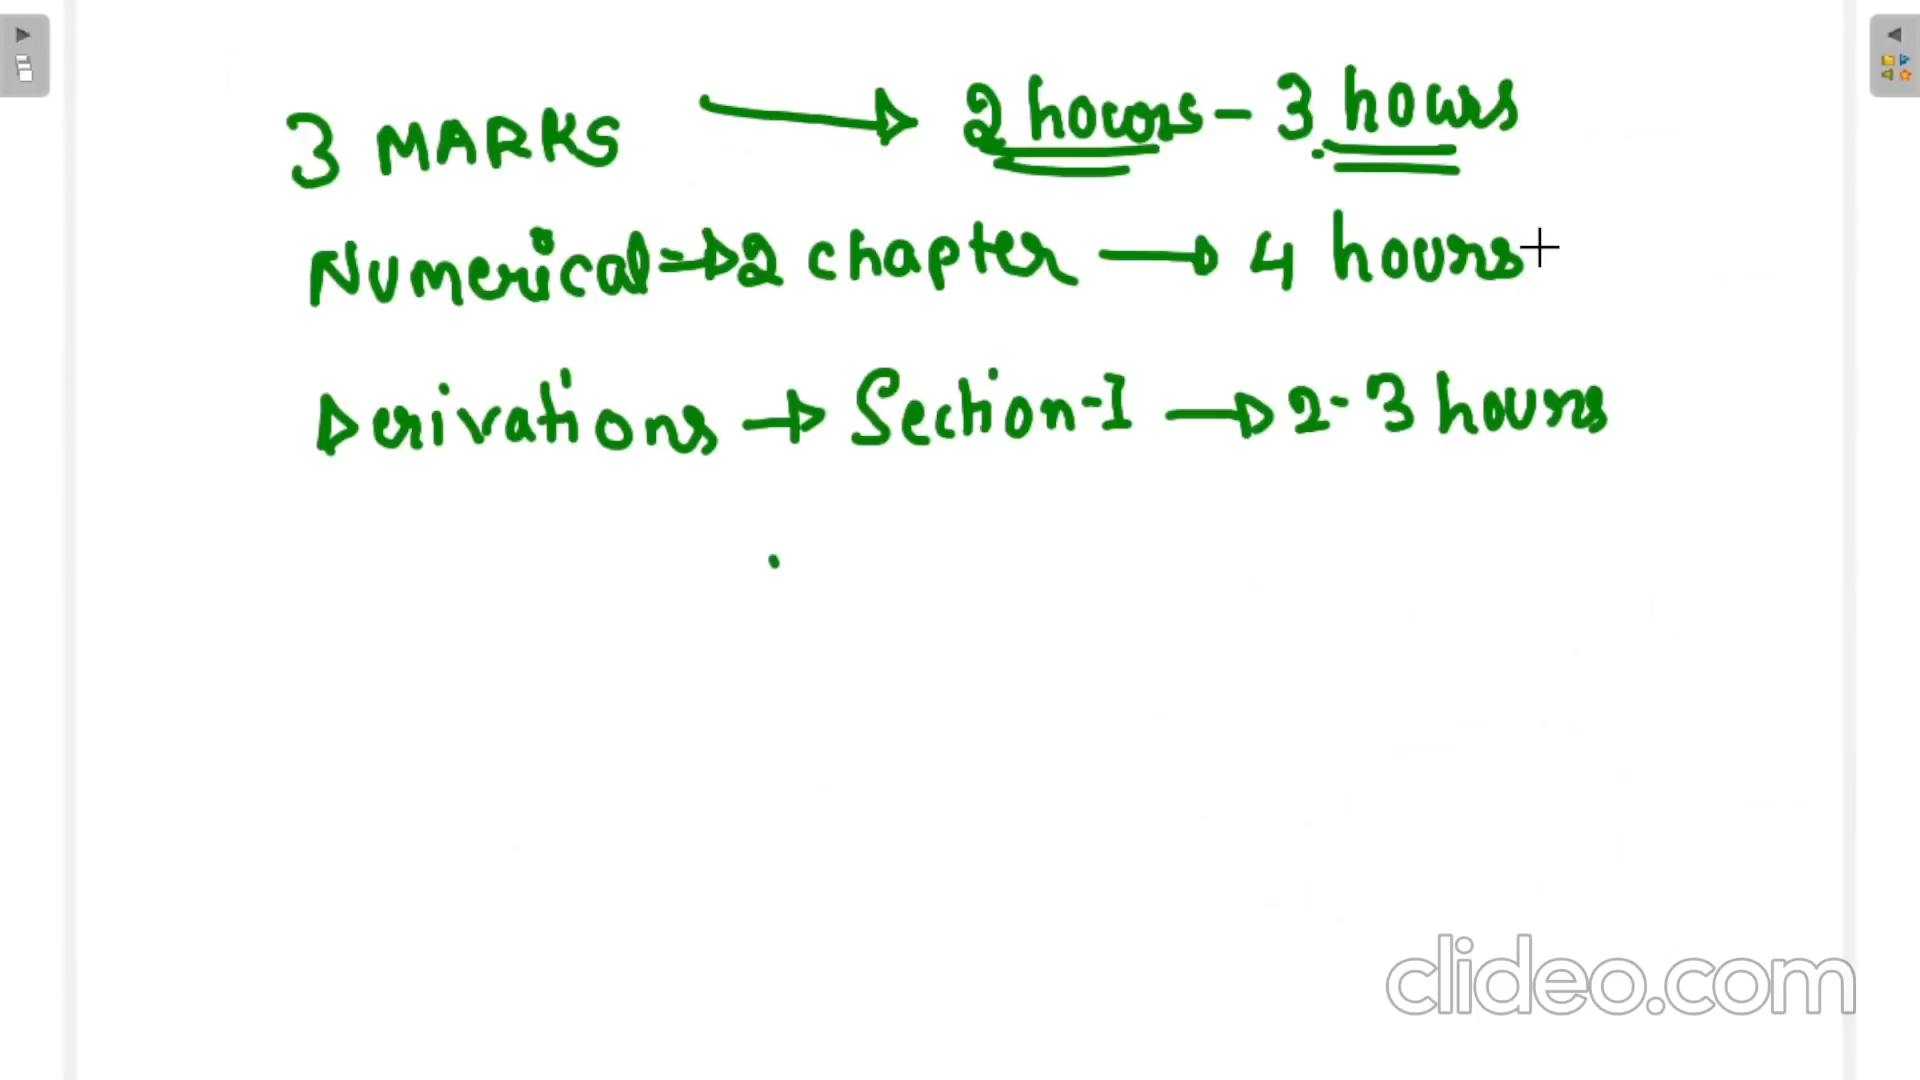 3 MARKS → 2 hours - 3 hours
Numerical ⇒ 2 chapter → 4 hours
Derivations → Section-I → 2-3 hours
clideo.com